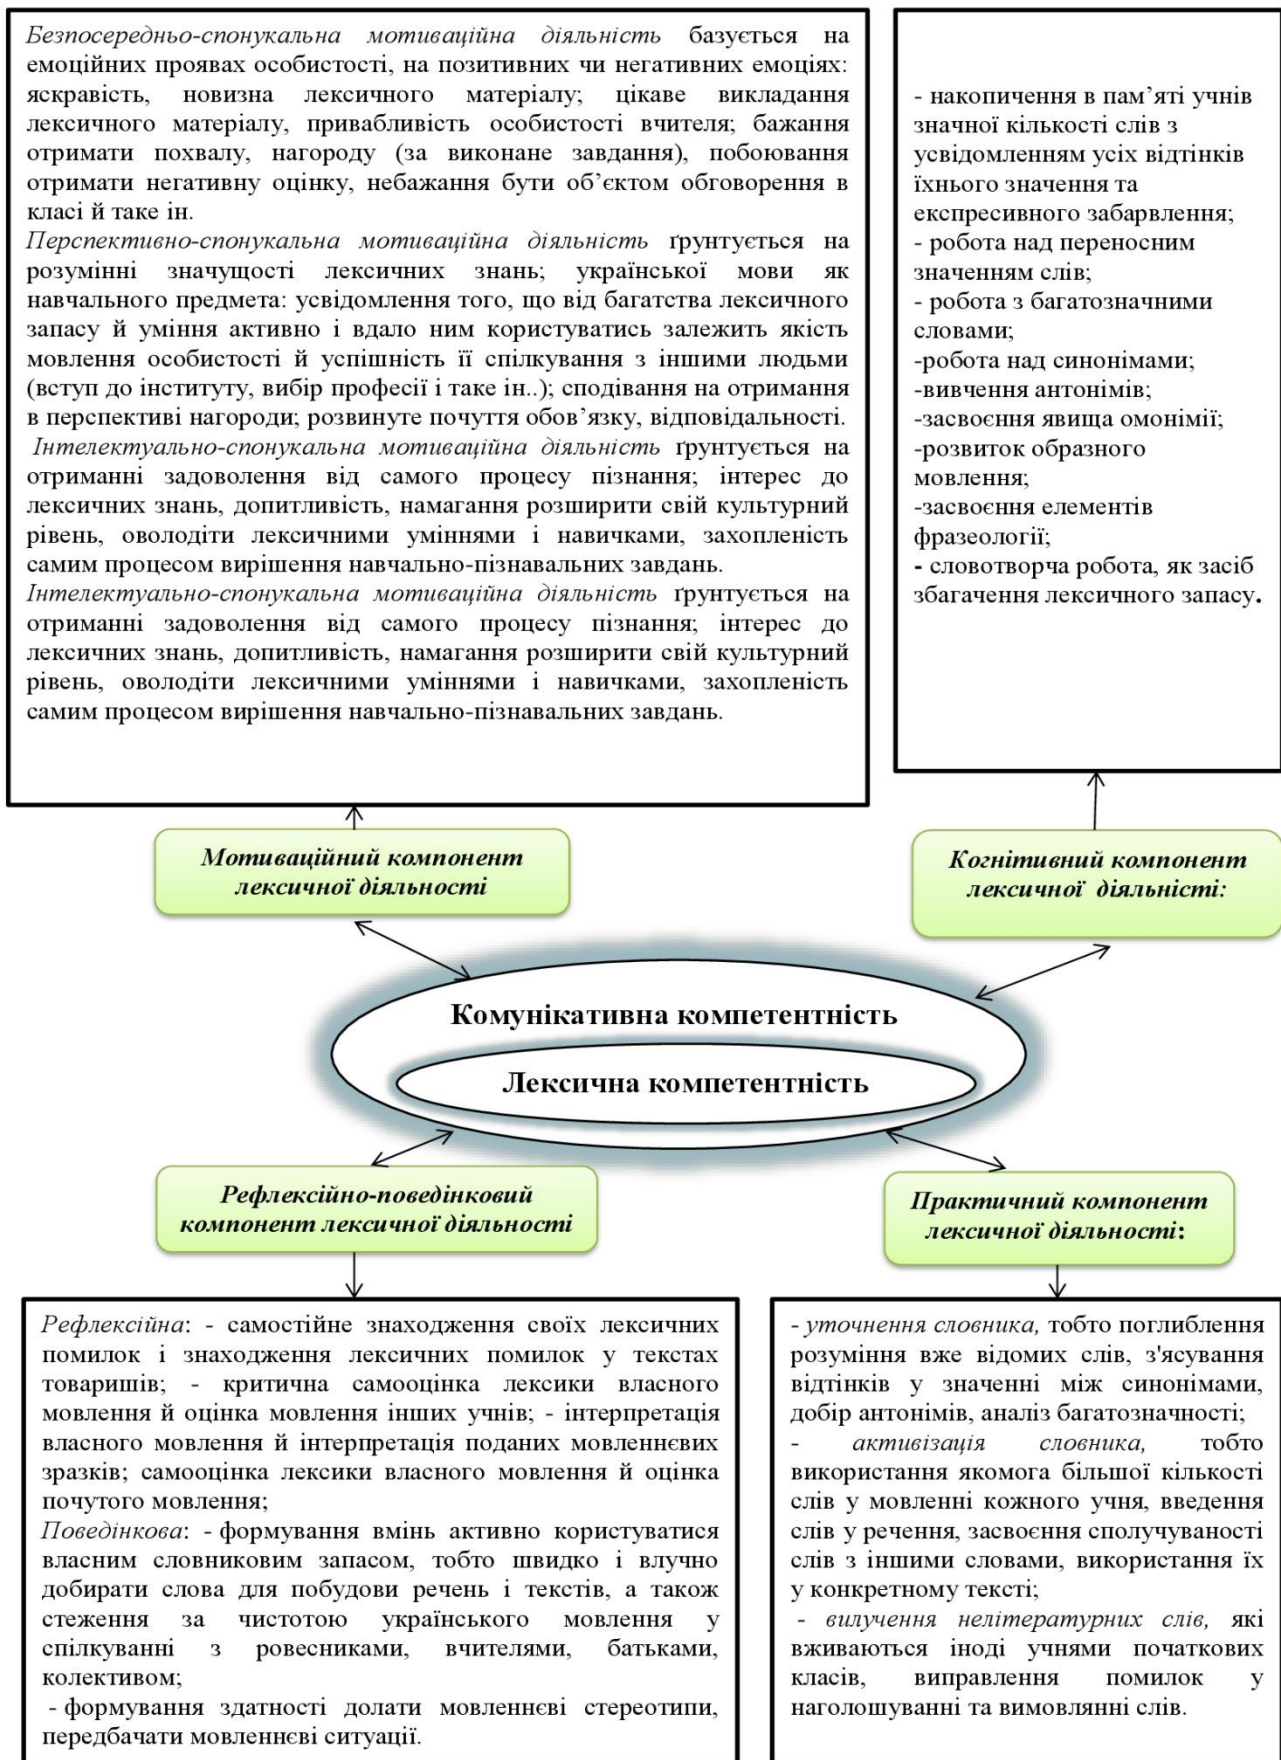 Безпосередньо-спонукальна мотиваційна діяльність базується на
емоційних проявах особистості, на позитивних чи негативних емоціях:
яскравість, новизна лексичного матеріалу; цікаве викладання
лексичного матеріалу, привабливість особистості вчителя; бажання
отримати похвалу, нагороду (за виконане завдання), побоювання
отримати негативну оцінку, небажання бути об’єктом обговорення в
класі й таке ін.
Перспективно-спонукальна мотиваційна діяльність ґрунтується на
розумінні значущості лексичних знань; української мови як
навчального предмета: усвідомлення того, що від багатства лексичного
запасу й уміння активно і вдало ним користуватись залежить якість
мовлення особистості й успішність її спілкування з іншими людьми
(вступ до інституту, вибір професії і таке ін..); сподівання на отримання
в перспективі нагороди; розвинуте почуття обов’язку, відповідальності.
Інтелектуально-спонукальна мотиваційна діяльність ґрунтується на
отриманні задоволення від самого процесу пізнання; інтерес до
лексичних знань, допитливість, намагання розширити свій культурний
рівень, оволодіти лексичними уміннями і навичками, захопленість
самим процесом вирішення навчально-пізнавальних завдань.
Інтелектуально-спонукальна мотиваційна діяльність ґрунтується на
отриманні задоволення від самого процесу пізнання; інтерес до
лексичних знань, допитливість, намагання розширити свій культурний
рівень, оволодіти лексичними уміннями і навичками, захопленість
самим процесом вирішення навчально-пізнавальних завдань.
- накопичення в пам’яті учнів
значної кількості слів з
усвідомленням усіх відтінків
їхнього значення та
експресивного забарвлення;
- робота над переносним
значенням слів;
- робота з багатозначними
словами;
-робота над синонімами;
-вивчення антонімів;
-засвоєння явища омонімії;
-розвиток образного
мовлення;
-засвоєння елементів
фразеології;
- словотворча робота, як засіб
збагачення лексичного запасу.
Мотиваційний компонент
лексичної діяльності
Когнітивний компонент
лексичної діяльністі:
Комунікативна компетентність
Лексична компетентність
Рефлексійно-поведінковий
компонент лексичної діяльності
Практичний компонент
лексичної діяльності:
Рефлексійна: - самостійне знаходження своїх лексичних
помилок і знаходження лексичних помилок у текстах
товаришів; - критична самооцінка лексики власного
мовлення й оцінка мовлення інших учнів; - інтерпретація
власного мовлення й інтерпретація поданих мовленнєвих
зразків; самооцінка лексики власного мовлення й оцінка
почутого мовлення;
Поведінкова: - формування вмінь активно користуватися
власним словниковим запасом, тобто швидко і влучно
добирати слова для побудови речень і текстів, а також
стеження за чистотою українського мовлення у
спілкуванні з ровесниками, вчителями, батьками,
колективом;
- формування здатності долати мовленнєві стереотипи,
передбачати мовленнєві ситуації.
- уточнення словника, тобто поглиблення
розуміння вже відомих слів, з'ясування
відтінків у значенні між синонімами,
добір антонімів, аналіз багатозначності;
- активізація словника, тобто
використання якомога більшої кількості
слів у мовленні кожного учня, введення
слів у речення, засвоєння сполучуваності
слів з іншими словами, використання їх
у конкретному тексті;
- вилучення нелітературних слів, які
вживаються іноді учнями початкових
класів, виправлення помилок у
наголошуванні та вимовлянні слів.